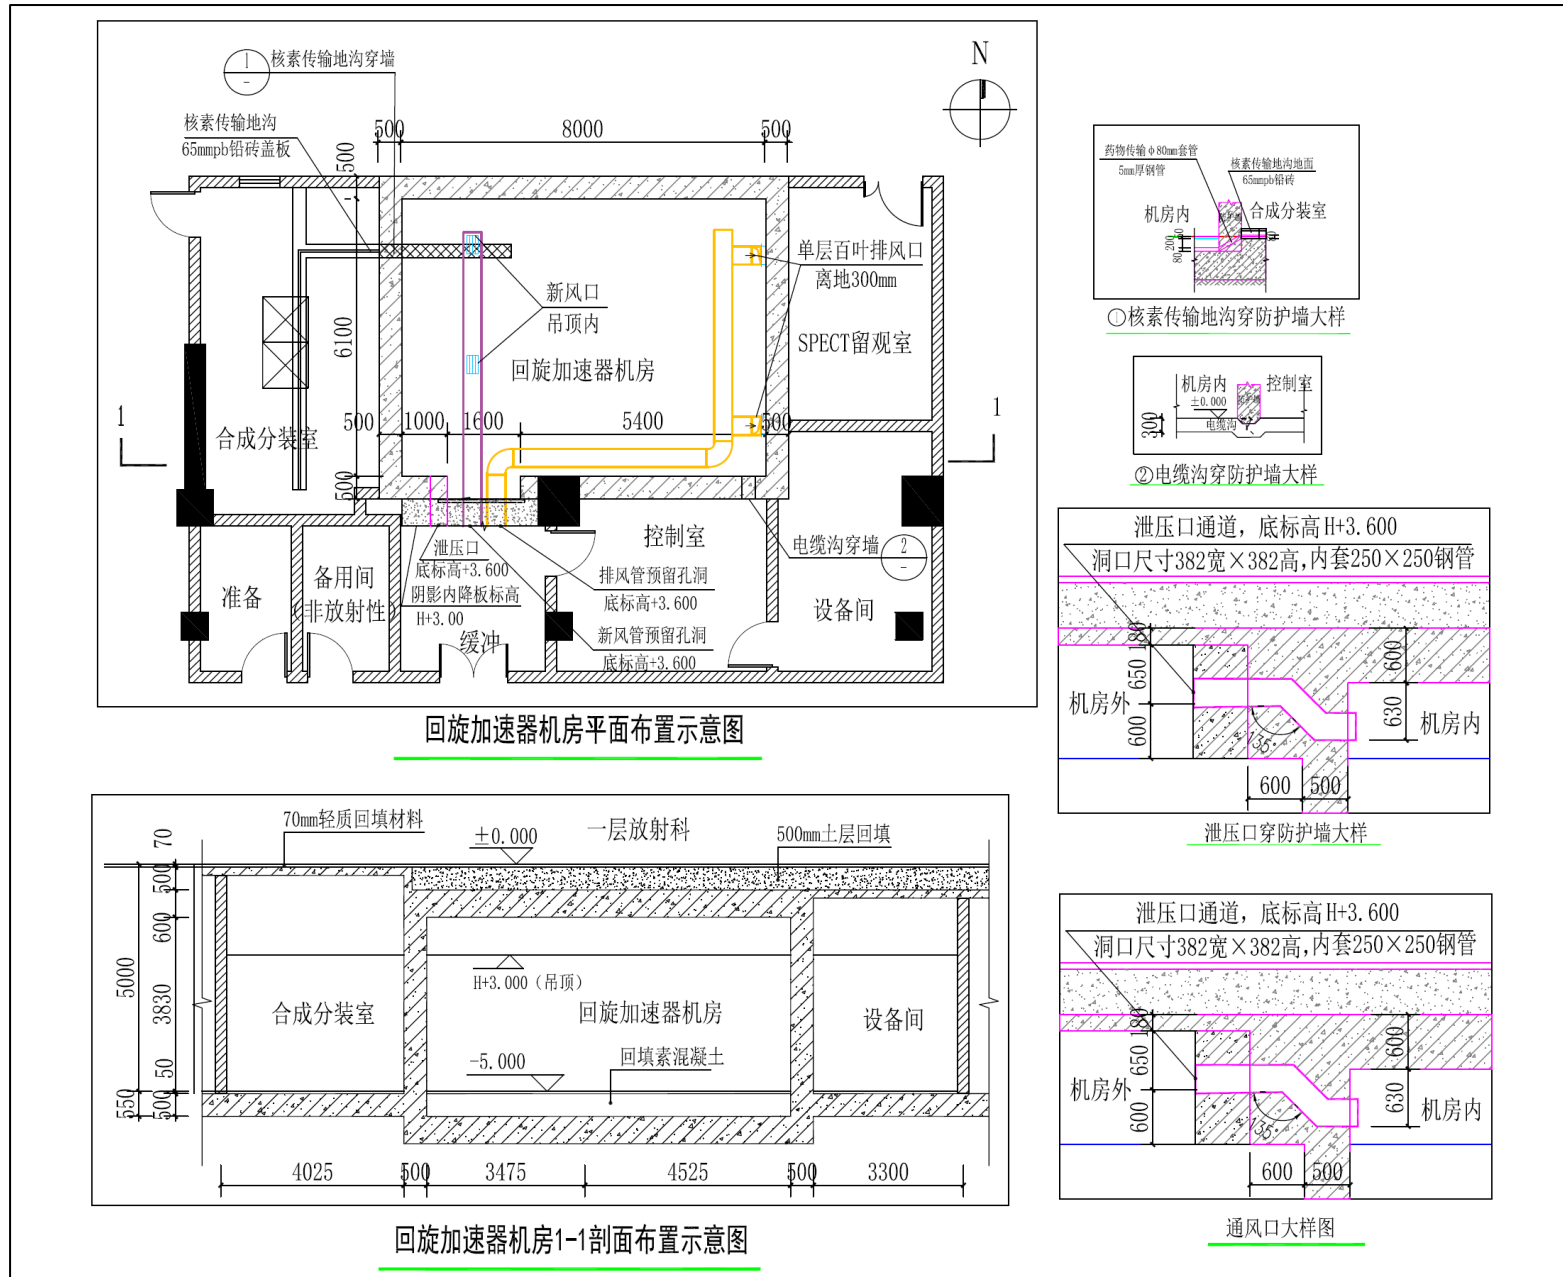 1
-
核素传输地沟穿墙
核素传输地沟
65mmpb铅砖盖板
N
500
8000
500
500
6100
新风口
吊顶内
单层百叶排风口
离地300mm
SPECT留观室
回旋加速器机房
500
1000
1600
5400
500
合成分装室
1
1
500
控制室
电缆沟穿墙
2
-
泄压口
底标高+3.600
阴影内降板标高
H+3.00
排风管预留孔洞
底标高+3.600
新风管预留孔洞
底标高+3.600
准备
备用间
（非放射性）
缓冲
设备间
回旋加速器机房平面布置示意图
70mm轻质回填材料
±0.000
一层放射科
500mm土层回填
70
500
600
5000
3830
50
550
500
H+3.000（吊顶）
合成分装室
回旋加速器机房
设备间
-5.000
回填素混凝土
4025
500
3475
4525
500
3300
回旋加速器机房1-1剖面布置示意图
药物传输φ80mm套管
5mm厚钢管
核素传输地沟地面
65mmpb铅砖
机房内
合成分装室
200
80
①核素传输地沟穿防护墙大样
机房内
控制室
±0.000
电缆沟
300
②电缆沟穿防护墙大样
泄压口通道，底标高H+3.600
洞口尺寸382宽×382高,内套250×250钢管
180
650
600
600
630
机房外
机房内
135°
600
500
泄压口穿防护墙大样
泄压口通道，底标高H+3.600
洞口尺寸382宽×382高,内套250×250钢管
180
650
600
600
630
机房外
机房内
135°
600
500
通风口大样图